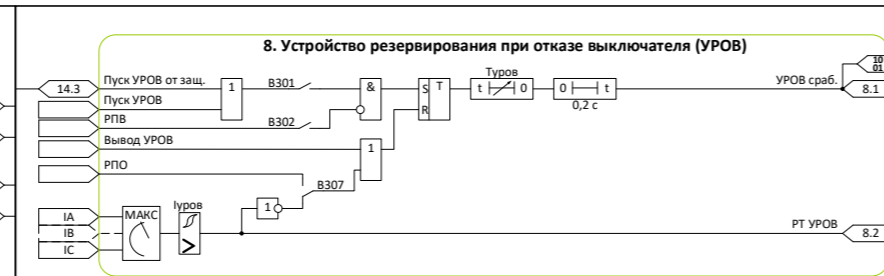 8. Устройство резервирования при отказе выключателя (УРОВ)
10
01
14.3 Пуск УРОВ от защ. 1 В301 & S T Туров t 0 0 t УРОВ сраб. 8.1
Пуск УРОВ R 0,2 с
РПВ В302
Вывод УРОВ 1
РПО В307
IA МАКС Iуров 1
IB > РТ УРОВ 8.2
IC